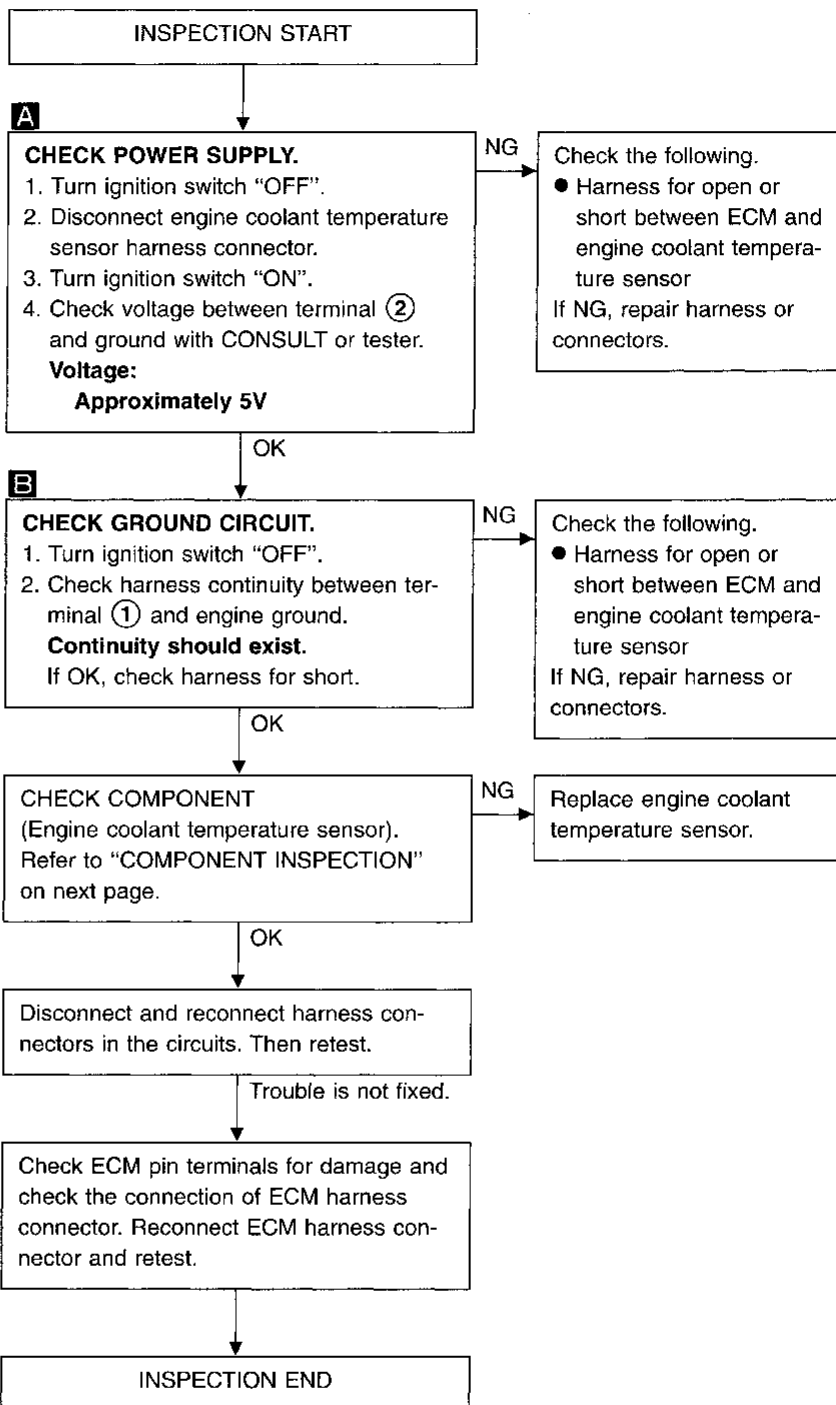 INSPECTION START
A
CHECK POWER SUPPLY.
1. Turn ignition switch “OFF”.
2. Disconnect engine coolant temperature
sensor harness connector.
3. Turn ignition switch “ON”.
4. Check voltage between terminal ②
and ground with CONSULT or tester.
Voltage:
Approximately 5V
NG
Check the following.
● Harness for open or
short between ECM and
engine coolant tempera-
ture sensor
If NG, repair harness or
connectors.
OK
B
CHECK GROUND CIRCUIT.
1. Turn ignition switch “OFF”.
2. Check harness continuity between ter-
minal ① and engine ground.
Continuity should exist.
If OK, check harness for short.
NG
Check the following.
● Harness for open or
short between ECM and
engine coolant tempera-
ture sensor
If NG, repair harness or
connectors.
OK
CHECK COMPONENT
(Engine coolant temperature sensor).
Refer to “COMPONENT INSPECTION”
on next page.
NG
Replace engine coolant
temperature sensor.
OK
Disconnect and reconnect harness con-
nectors in the circuits. Then retest.
Trouble is not fixed.
Check ECM pin terminals for damage and
check the connection of ECM harness
connector. Reconnect ECM harness con-
nector and retest.
INSPECTION END